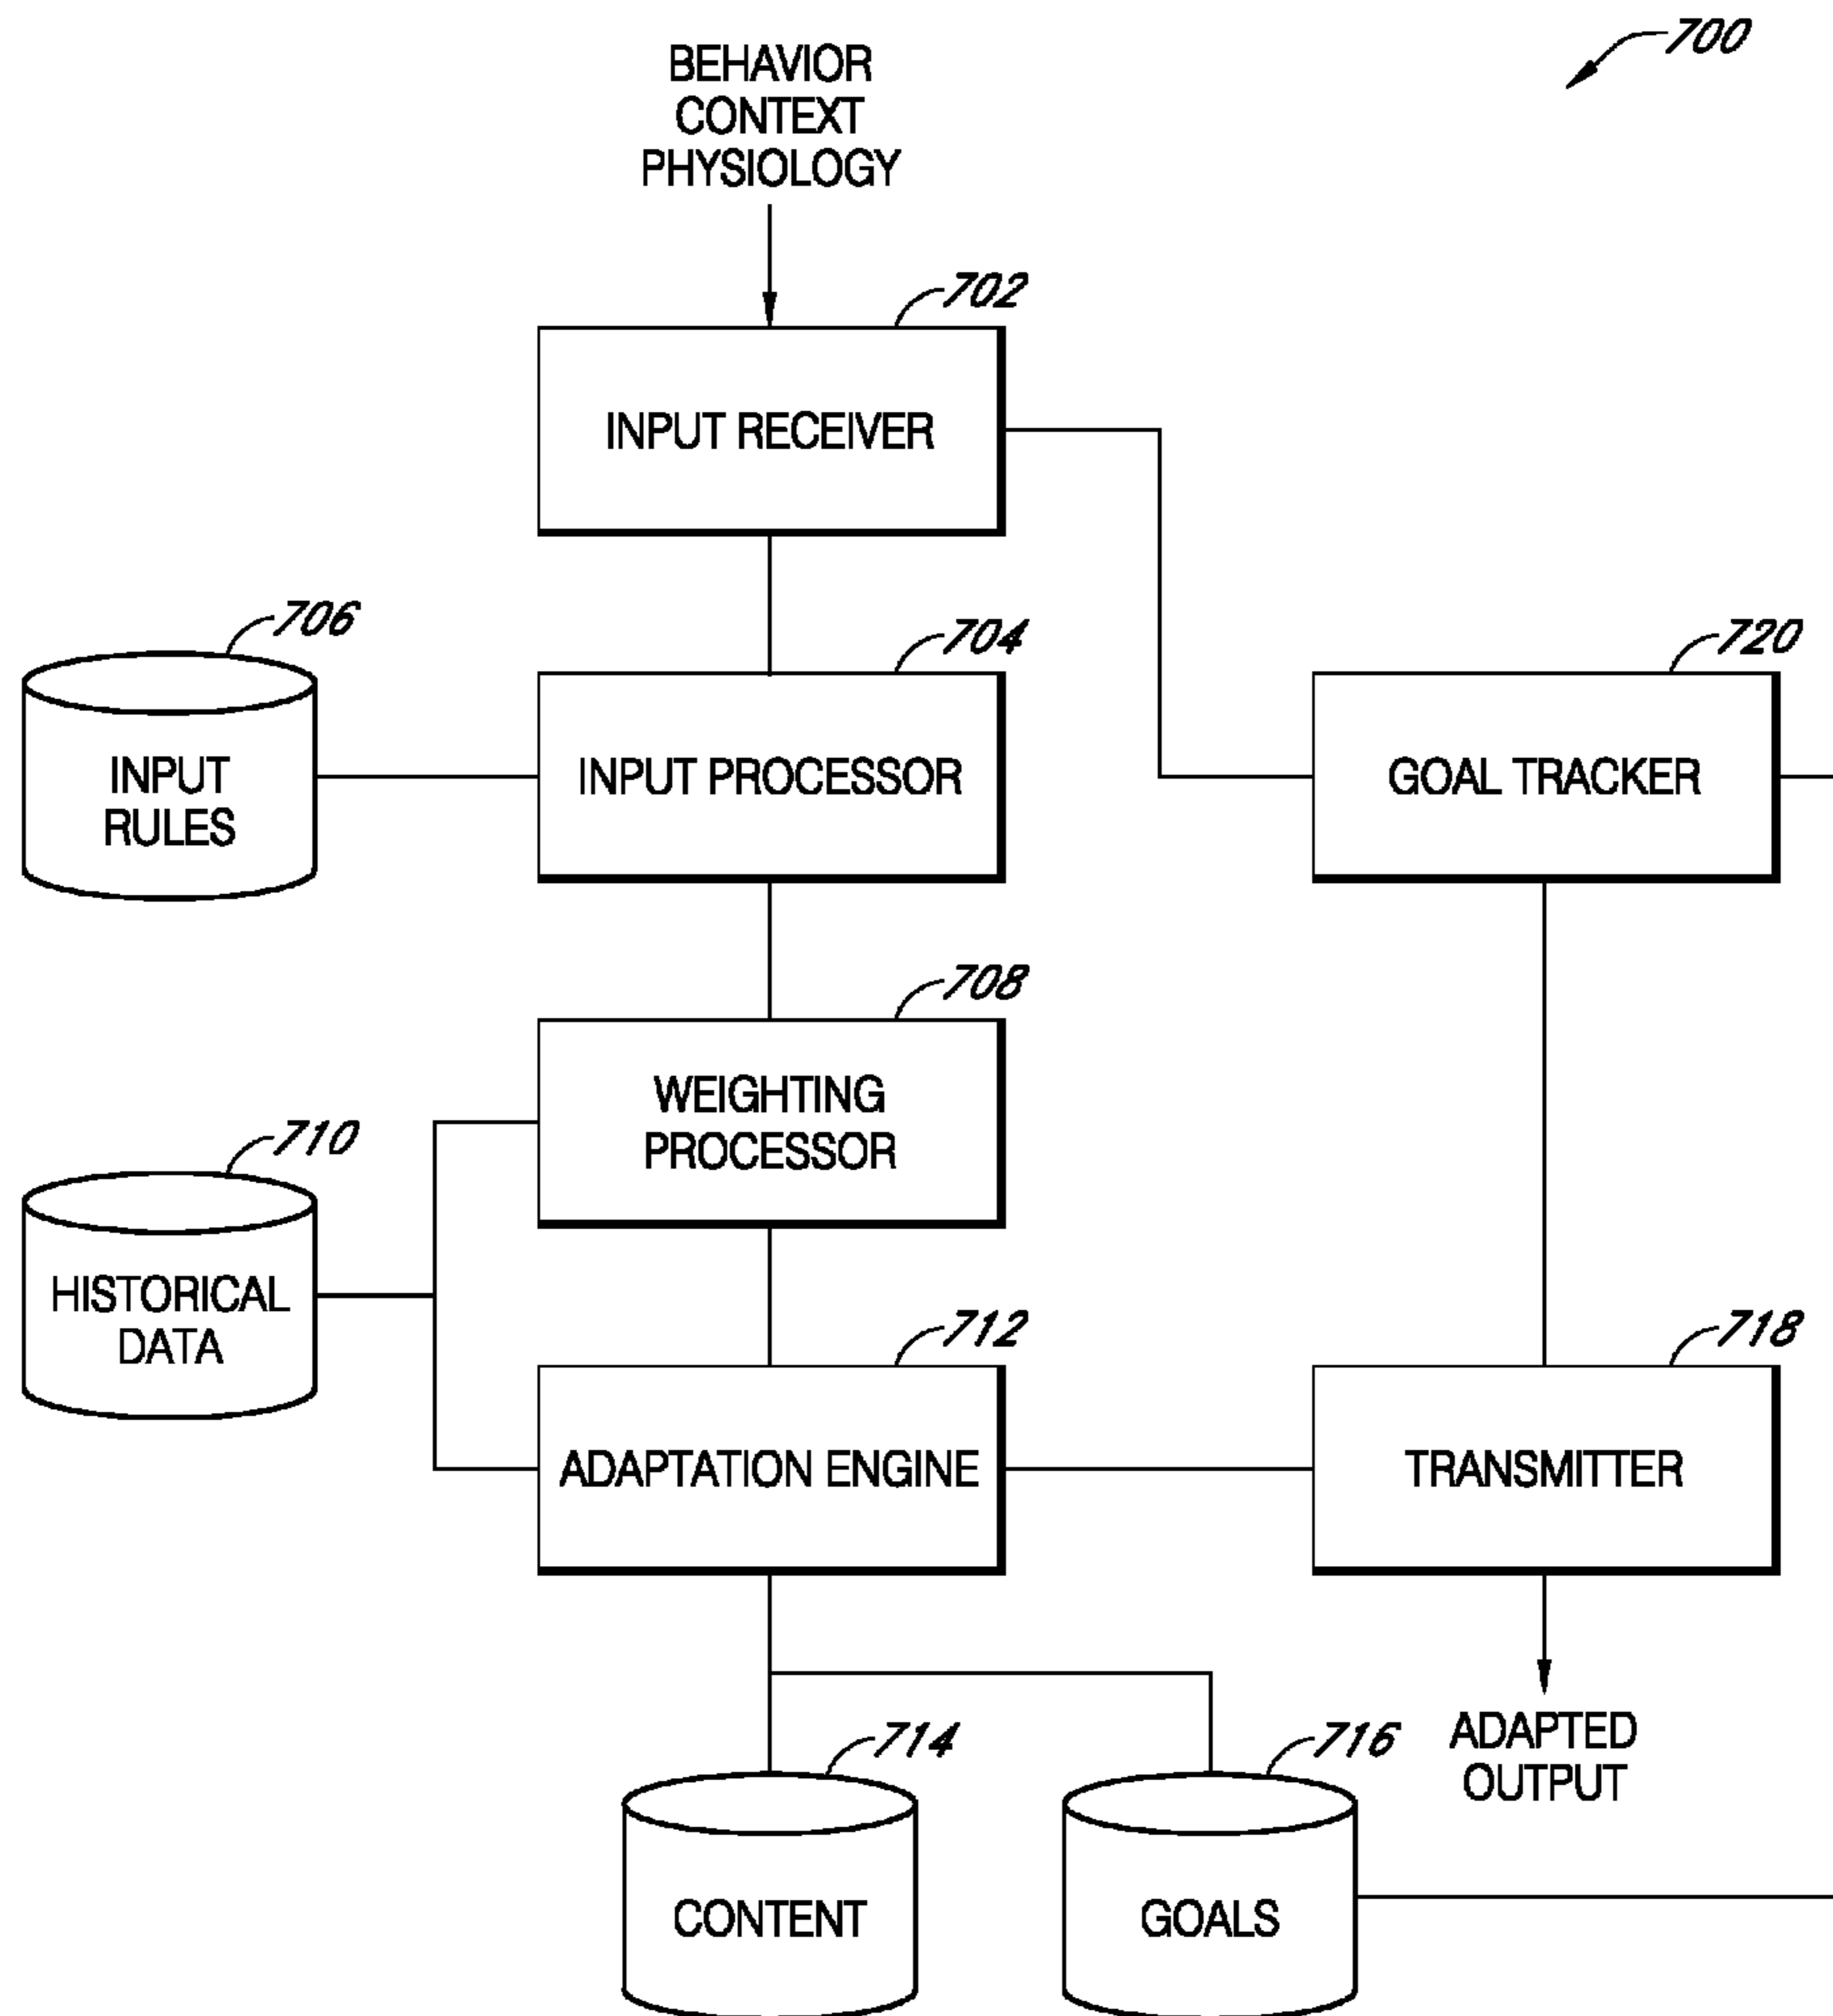 700
BEHAVIOR
CONTEXT
PHYSIOLOGY
702
INPUT RECEIVER
706
704
720
INPUT
RULES
INPUT PROCESSOR
GOAL TRACKER
708
WEIGHTING
PROCESSOR
710
HISTORICAL
DATA
712
718
ADAPTATION ENGINE
TRANSMITTER
714
716
ADAPTED
OUTPUT
CONTENT
GOALS